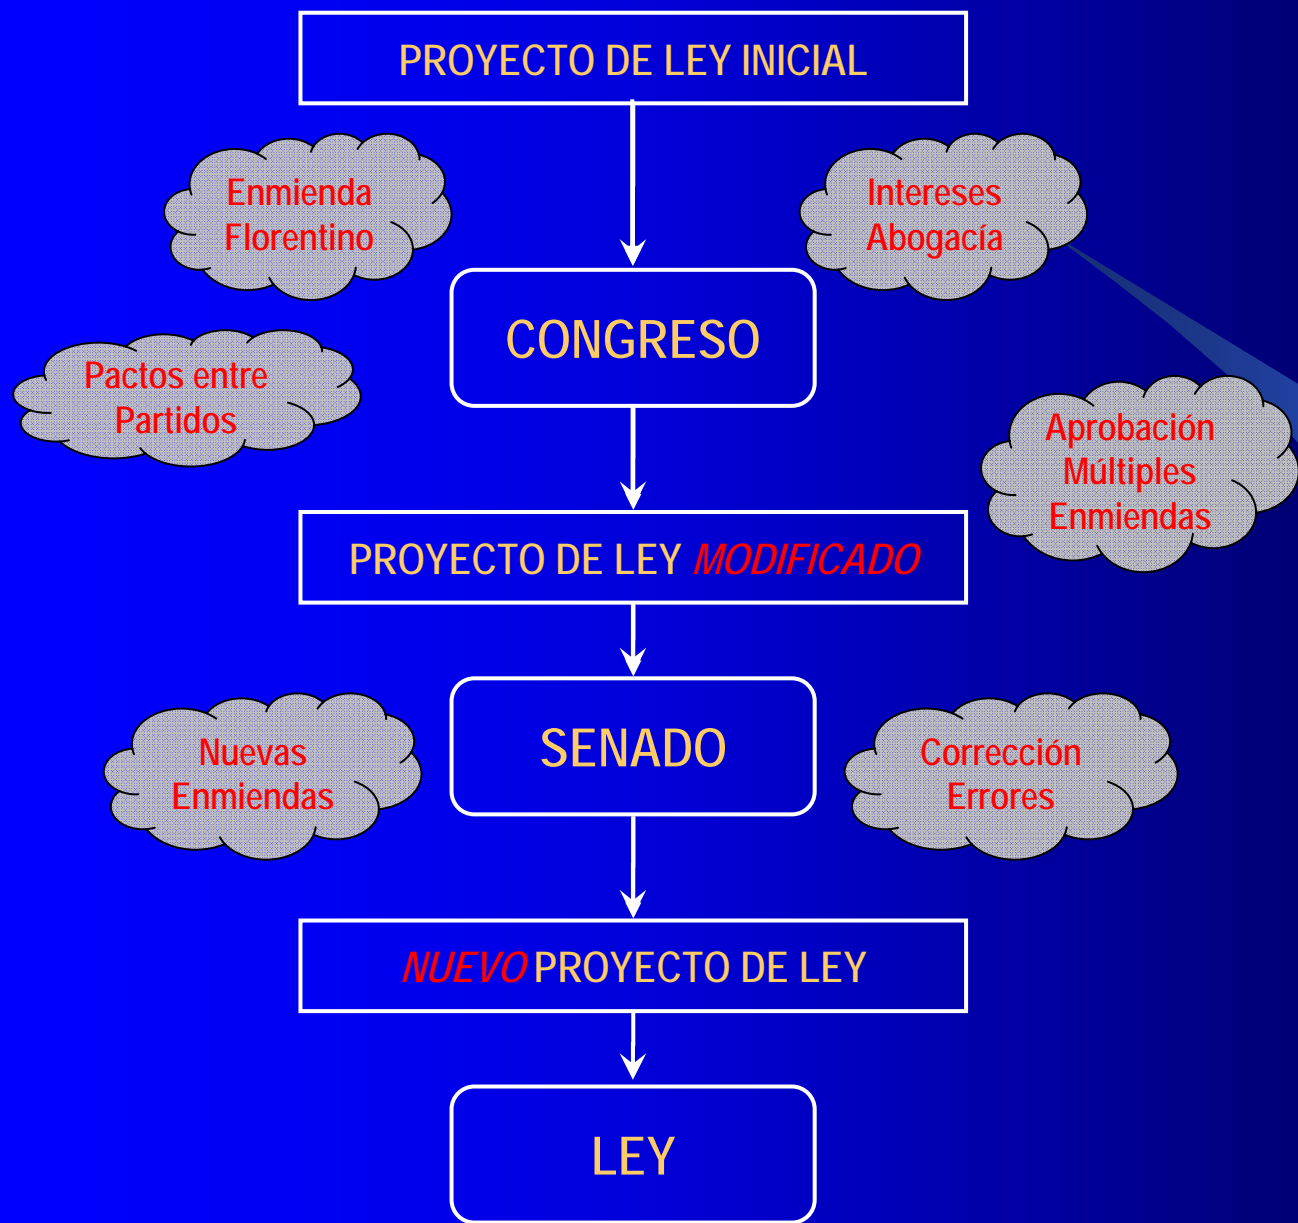 PROYECTO DE LEY INICIAL
Enmienda
Florentino
Intereses
Abogacía
CONGRESO
Pactos entre
Partidos
Aprobación
Múltiples
Enmiendas
PROYECTO DE LEY MODIFICADO
SENADO
Nuevas
Enmiendas
Corrección
Errores
NUEVO PROYECTO DE LEY
LEY